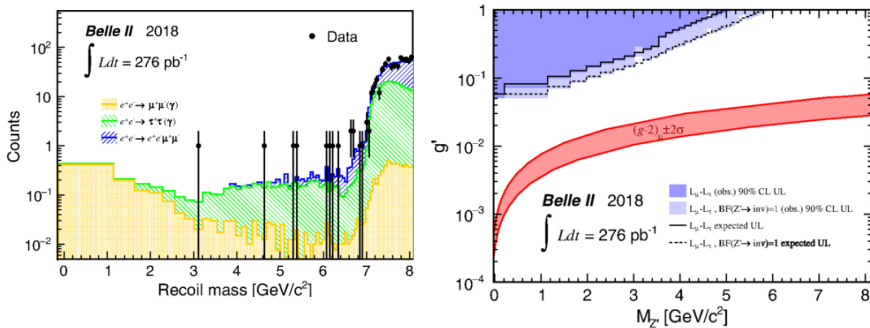 Belle II 2018
∫ Ldt = 276 pb⁻¹
Data
e⁺e⁻→ μ⁺μ⁻(γ)
e⁺e⁻→ τ⁺τ⁻(γ)
e⁺e⁻→ e⁺e⁻μ⁺μ⁻
Counts
10²
10
1
10⁻¹
10⁻²
0 1 2 3 4 5 6 7 8
Recoil mass [GeV/c²]
g'
1
10⁻¹
10⁻²
10⁻³
10⁻⁴
(g-2)μ ±2σ
Lμ-Lτ (obs.) 90% CL UL
Lμ-Lτ , BF(Z'→ inv)=1 (obs.) 90% CL UL
Lμ-Lτ expected UL
Lμ-Lτ , BF(Z'→ inv)=1 expected UL
Belle II 2018
∫ Ldt = 276 pb⁻¹
0 1 2 3 4 5 6 7 8
M_Z' [GeV/c²]